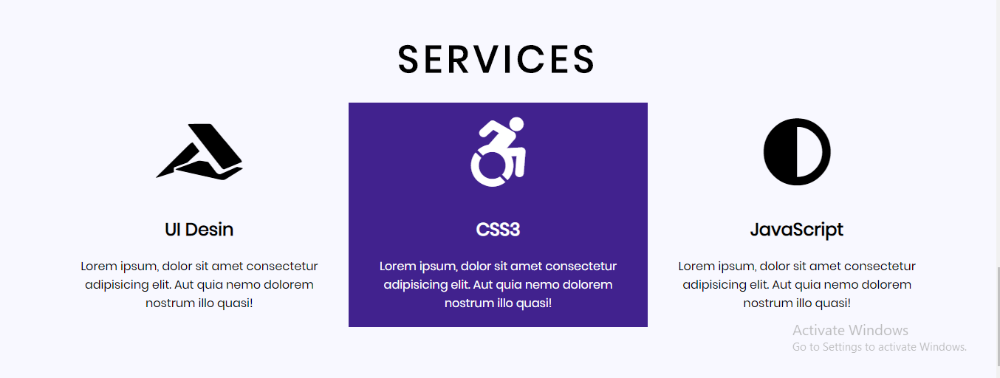 SERVICES
UI Desin
Lorem ipsum, dolor sit amet consectetur
adipisicing elit. Aut quia nemo dolorem
nostrum illo quasi!
CSS3
Lorem ipsum, dolor sit amet consectetur
adipisicing elit. Aut quia nemo dolorem
nostrum illo quasi!
JavaScript
Lorem ipsum, dolor sit amet consectetur
adipisicing elit. Aut quia nemo dolorem
nostrum illo quasi!
Activate Windows
Go to Settings to activate Windows.